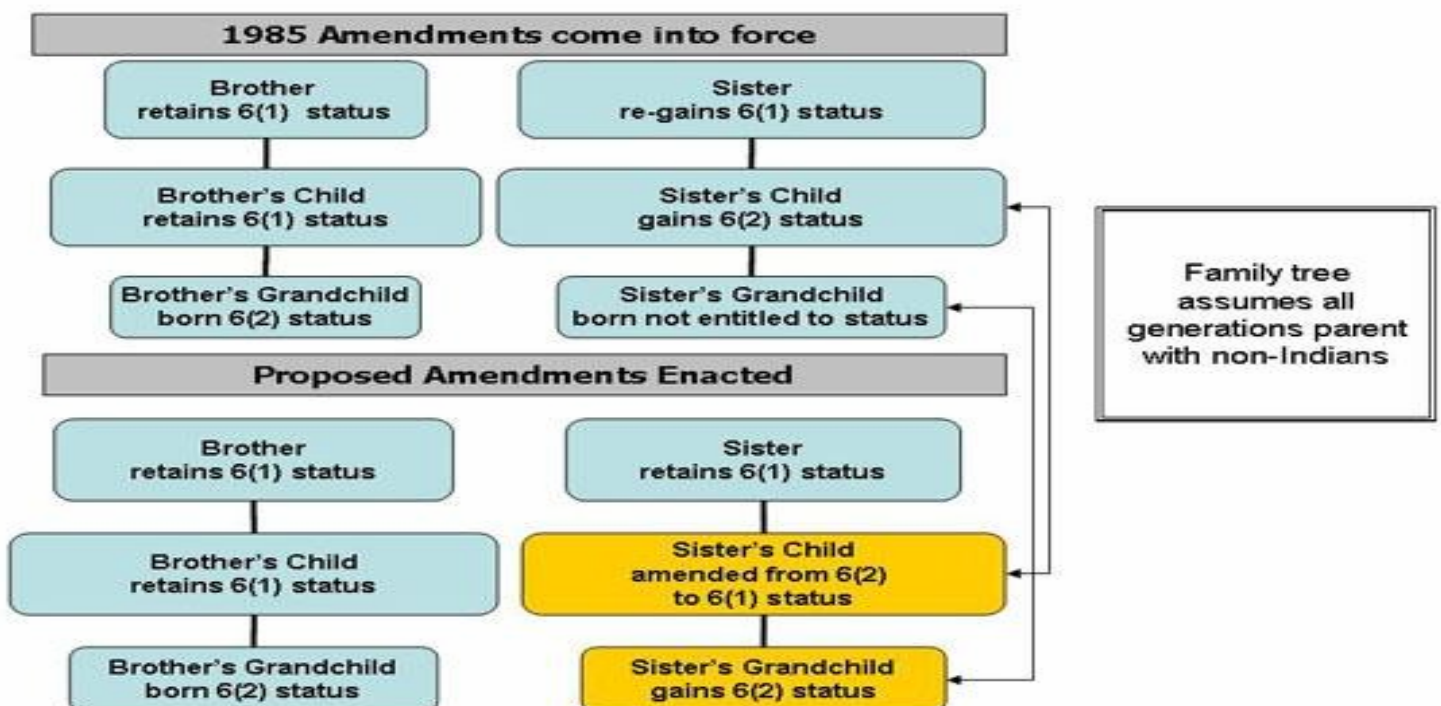 1985 Amendments come into force
Brother
retains 6(1) status
Sister
re-gains 6(1) status
Brother's Child
retains 6(1) status
Sister's Child
gains 6(2) status
Brother's Grandchild
born 6(2) status
Sister's Grandchild
born not entitled to status
Family tree
assumes all
generations parent
with non-Indians
Proposed Amendments Enacted
Brother
retains 6(1) status
Sister
retains 6(1) status
Brother's Child
retains 6(1) status
Sister's Child
amended from 6(2)
to 6(1) status
Brother's Grandchild
born 6(2) status
Sister's Grandchild
gains 6(2) status